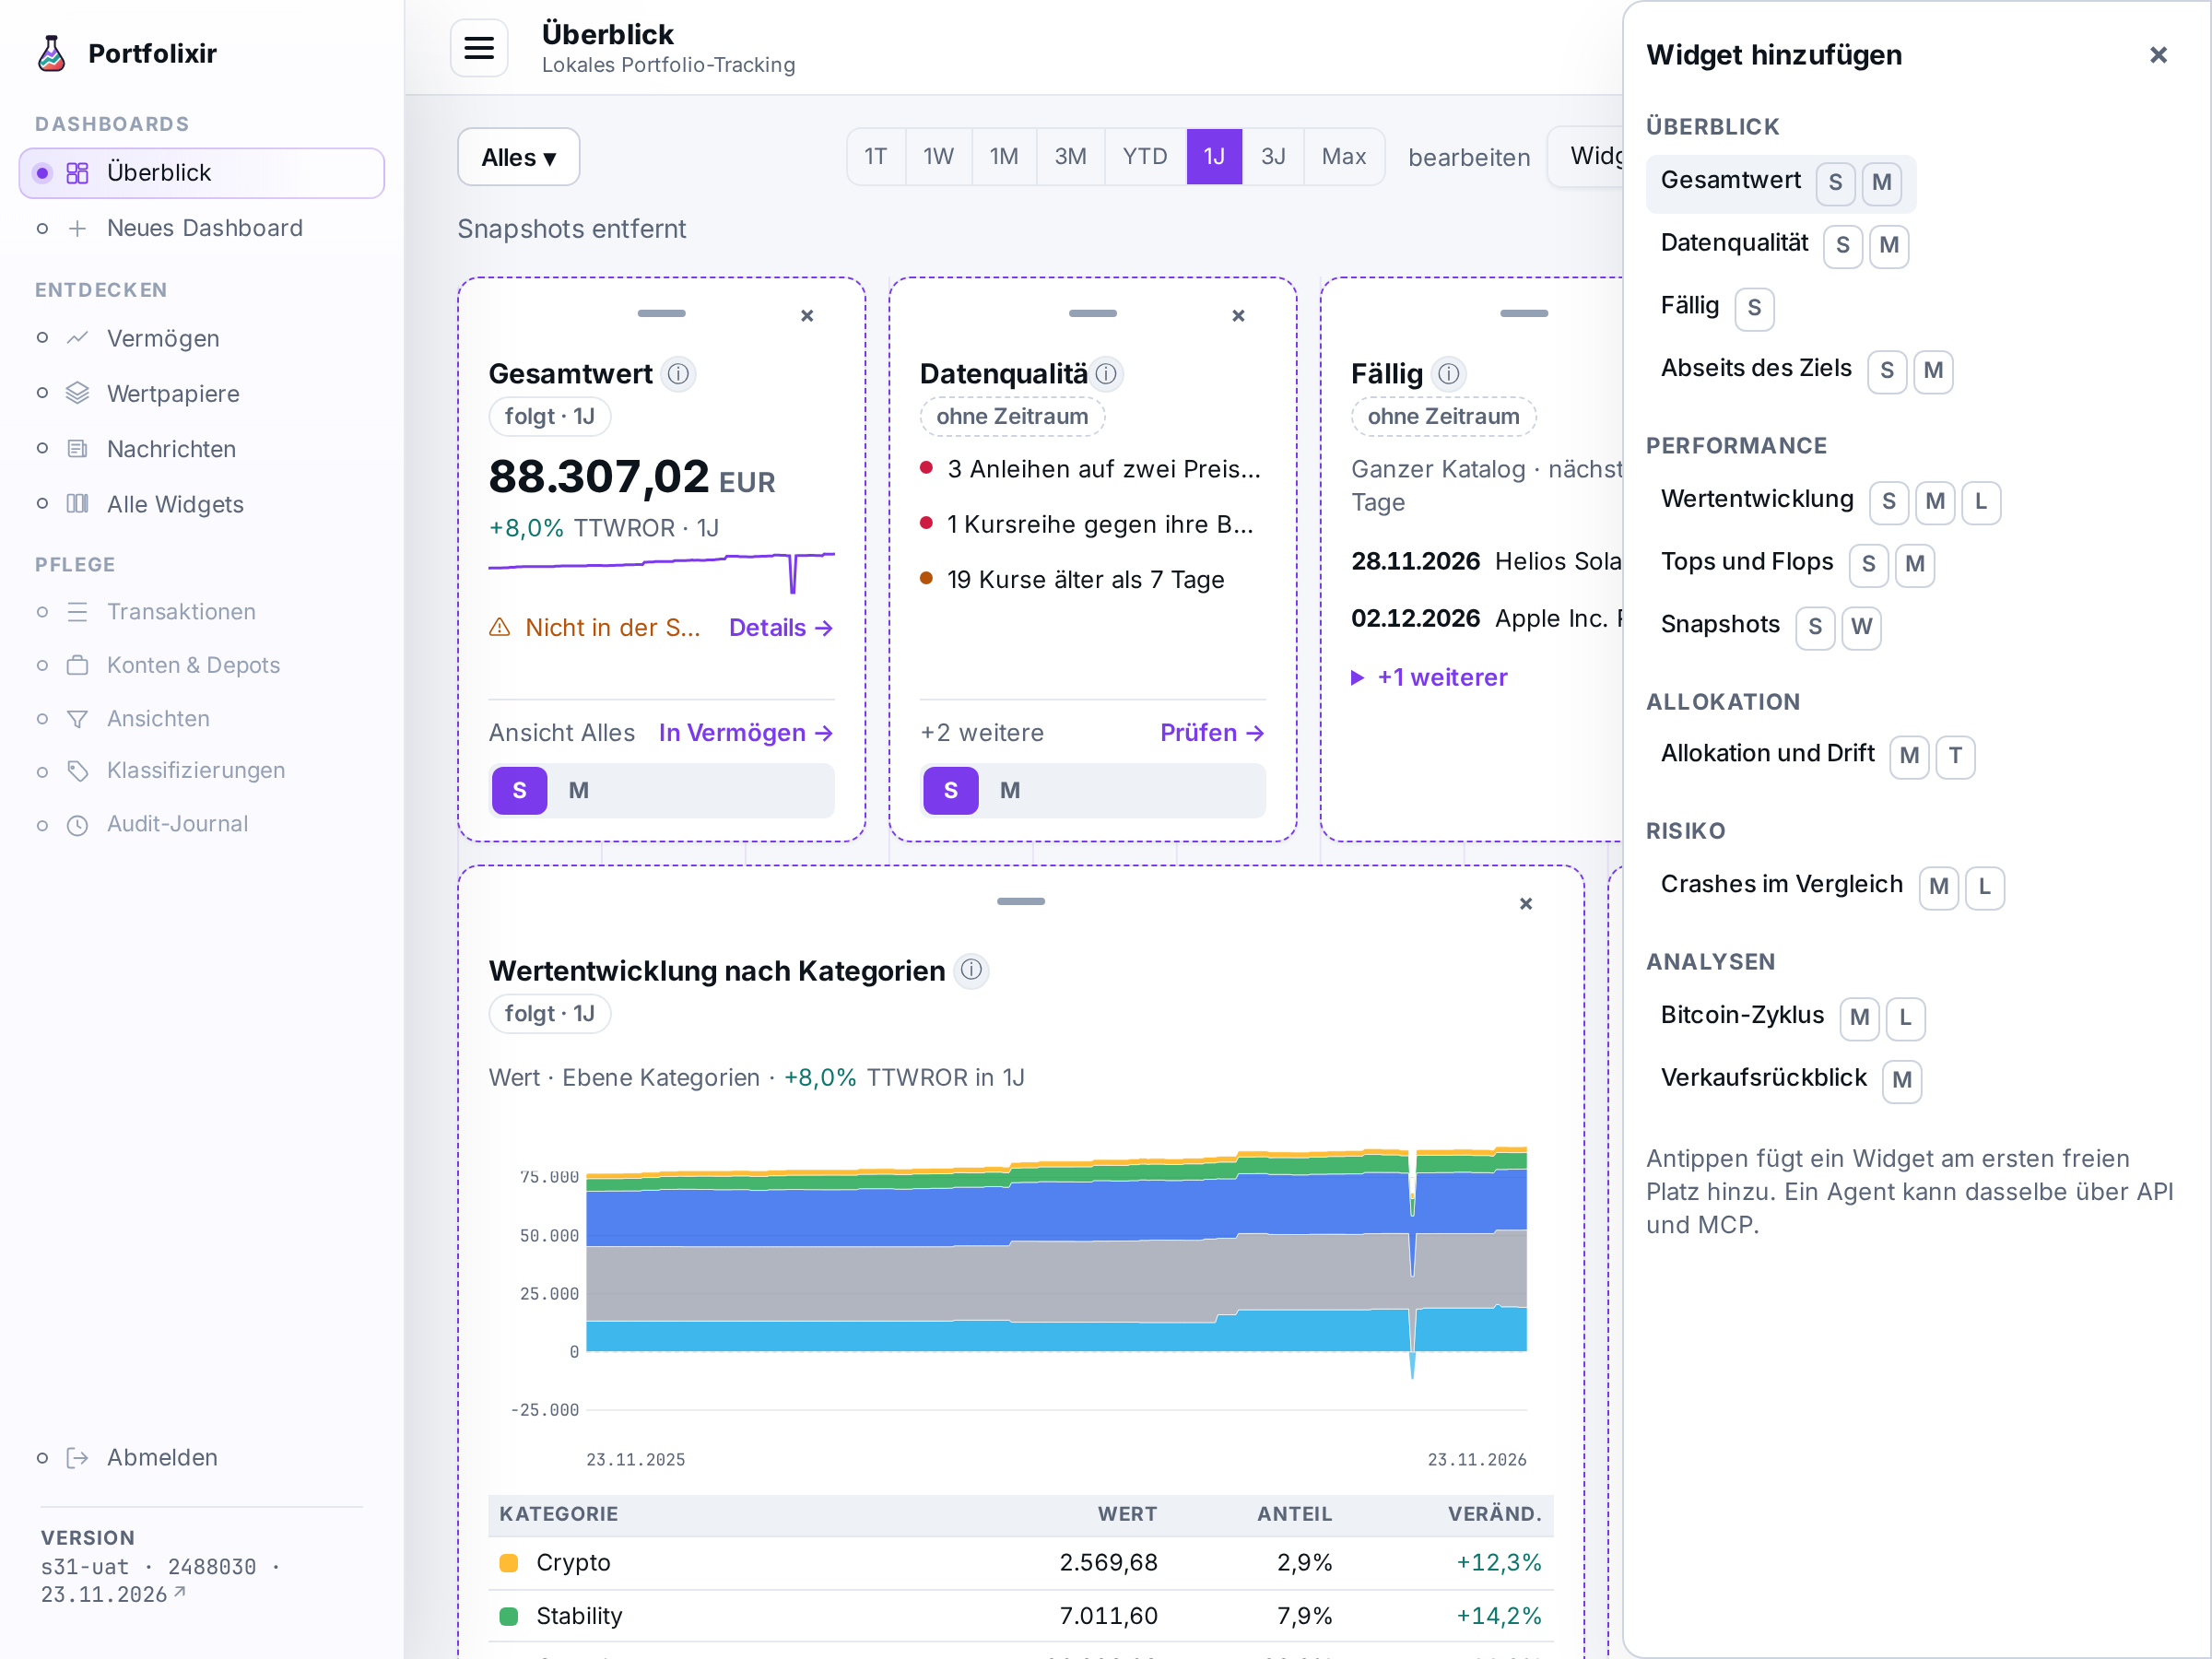 Portfolixir
DASHBOARDS
Überblick
Neues Dashboard
ENTDECKEN
Vermögen
Wertpapiere
Nachrichten
Alle Widgets
PFLEGE
Transaktionen
Konten & Depots
Ansichten
Klassifizierungen
Audit-Journal
Abmelden
VERSION
s31-uat · 2488030 ·
23.11.2026↗
Überblick
Lokales Portfolio-Tracking
Alles ▾
1T 1W 1M 3M YTD 1J 3J Max
bearbeiten
Snapshots entfernt
×
Gesamtwert ⓘ
folgt · 1J
88.307,02 EUR
+8,0% TTWROR · 1J
⚠ Nicht in der S... Details →
Ansicht Alles In Vermögen →
S M
×
Datenqualitä ⓘ
ohne Zeitraum
3 Anleihen auf zwei Preis...
1 Kursreihe gegen ihre B...
19 Kurse älter als 7 Tage
+2 weitere Prüfen →
S M
Fällig ⓘ
ohne Zeitraum
Ganzer Katalog · nächst
Tage
28.11.2026 Helios Sola
02.12.2026 Apple Inc.
▶ +1 weiterer
×
Wertentwicklung nach Kategorien ⓘ
folgt · 1J
Wert · Ebene Kategorien · +8,0% TTWROR in 1J
75.000
50.000
25.000
0
-25.000
23.11.2025 23.11.2026
KATEGORIE WERT ANTEIL VERÄND.
Crypto 2.569,68 2,9% +12,3%
Stability 7.011,60 7,9% +14,2%
Widget hinzufügen ×
ÜBERBLICK
Gesamtwert S M
Datenqualität S M
Fällig S
Abseits des Ziels S M
PERFORMANCE
Wertentwicklung S M L
Tops und Flops S M
Snapshots S W
ALLOKATION
Allokation und Drift M T
RISIKO
Crashes im Vergleich M L
ANALYSEN
Bitcoin-Zyklus M L
Verkaufsrückblick M
Antippen fügt ein Widget am ersten freien
Platz hinzu. Ein Agent kann dasselbe über API
und MCP.